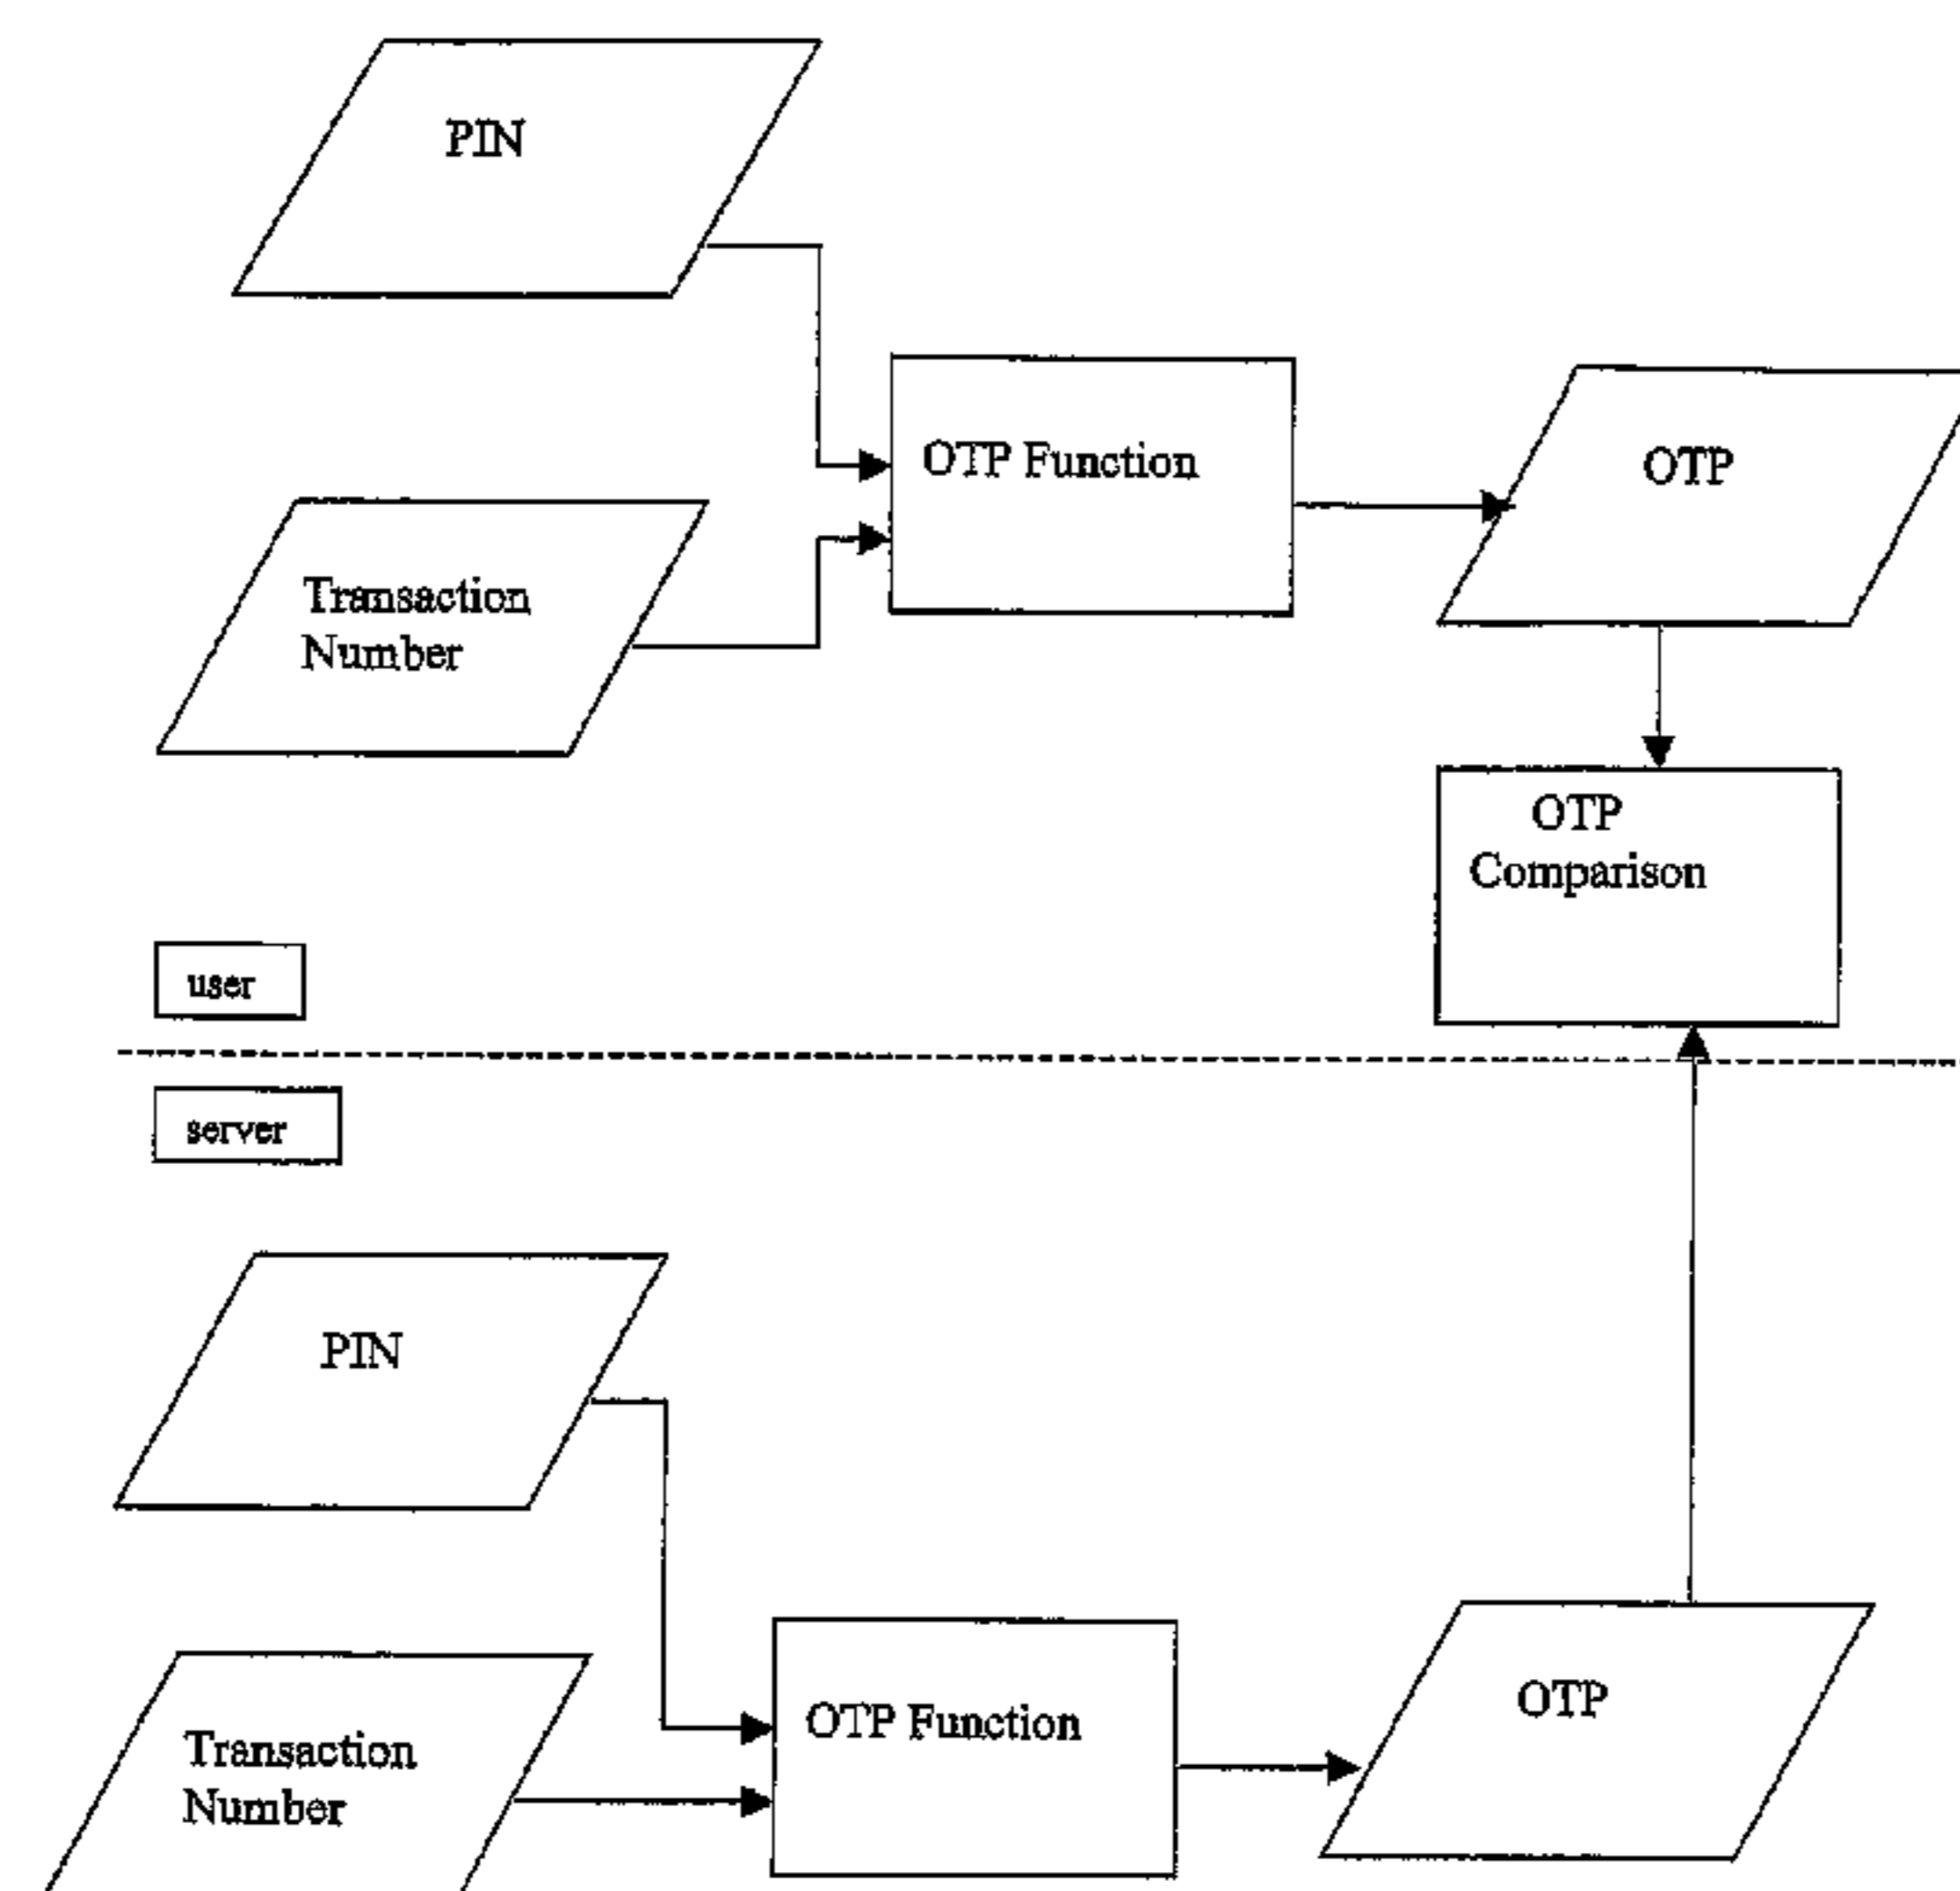 PIN
OTP Function
OTP
Transaction
Number
OTP
Comparison
user
server
PIN
OTP Function
OTP
Transaction
Number